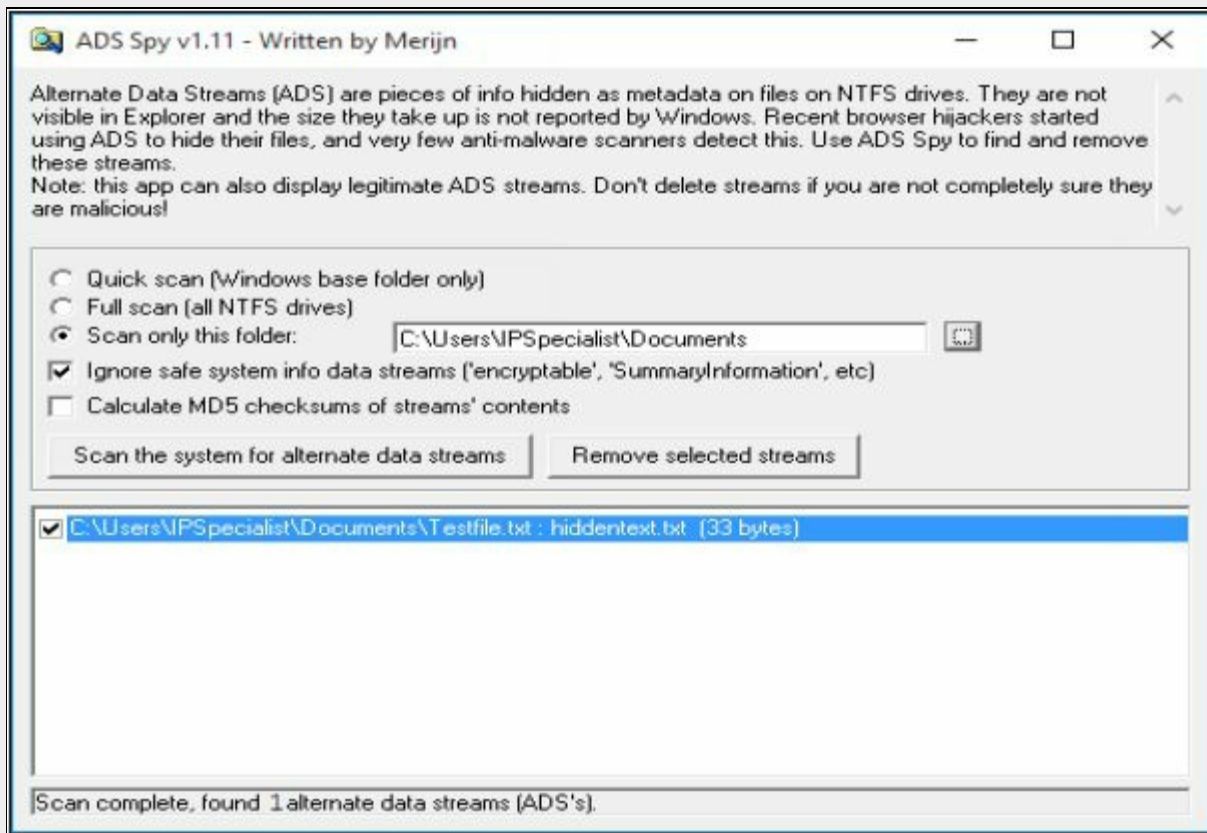 ADS Spy v1.11 - Written by Merijn
Alternate Data Streams (ADS) are pieces of info hidden as metadata on files on NTFS drives. They are not
visible in Explorer and the size they take up is not reported by Windows. Recent browser hijackers started
using ADS to hide their files, and very few anti-malware scanners detect this. Use ADS Spy to find and remove
these streams.
Note: this app can also display legitimate ADS streams. Don't delete streams if you are not completely sure they
are malicious!
Quick scan (Windows base folder only)
Full scan (all NTFS drives)
Scan only this folder: C:\Users\IPSpecialist\Documents
Ignore safe system info data streams ('encryptable', 'SummaryInformation', etc)
Calculate MD5 checksums of streams' contents
Scan the system for alternate data streams Remove selected streams
C:\Users\IPSpecialist\Documents\Testfile.txt : hiddentext.txt (33 bytes)
Scan complete, found 1 alternate data streams (ADS's).